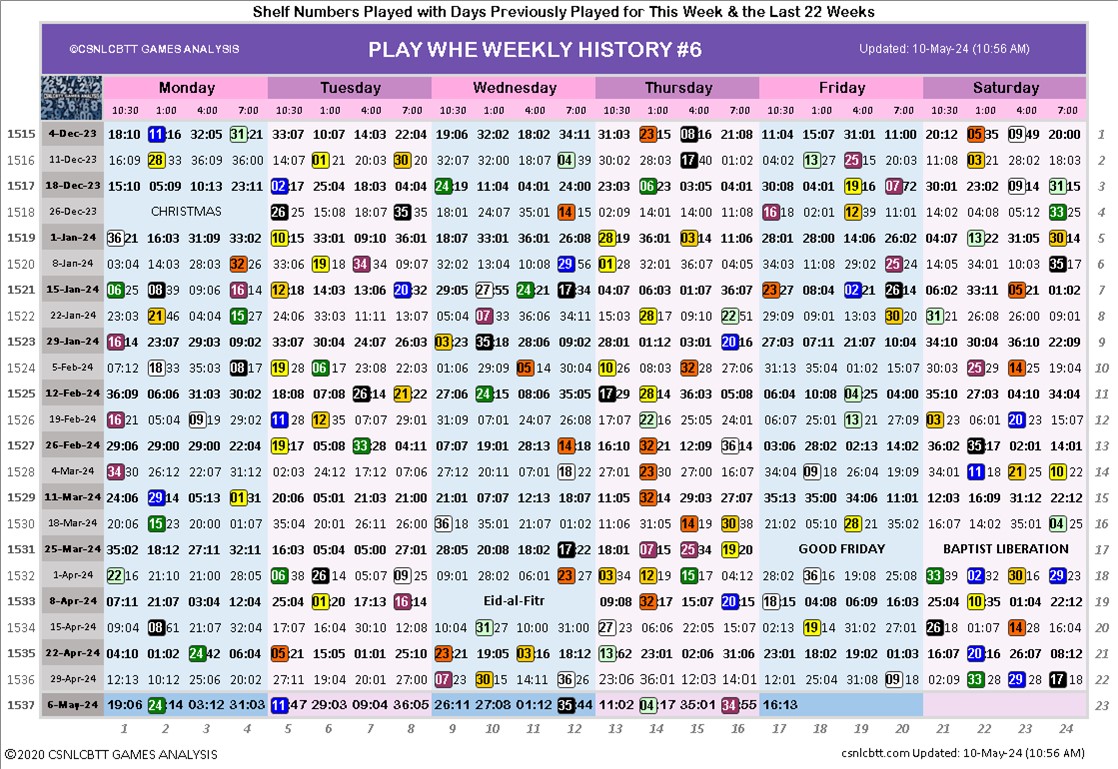 Shelf Numbers Played with Days Previously Played for This Week & the Last 22 Weeks
©CSNLCBTT GAMES ANALYSIS PLAY WHE WEEKLY HISTORY #6 Updated: 10-May-24 (10:56 AM)
Monday Tuesday Wednesday Thursday Friday Saturday
10:30 1:00 4:00 7:00 10:30 1:00 4:00 7:00 10:30 1:00 4:00 7:00 10:30 1:00 4:00 7:00 10:30 1:00 4:00 7:00 10:30 1:00 4:00 7:00
1515 4-Dec-23 18:10 11:16 32:05 31:21 33:07 10:07 14:03 22:04 19:06 32:02 18:02 34:11 31:03 23:15 08:16 21:08 11:04 15:07 31:01 11:00 20:12 05:35 09:49 20:00 1
1516 11-Dec-23 16:09 28:33 36:09 36:00 14:07 01:21 20:03 30:20 32:07 32:00 18:07 04:39 30:02 28:03 17:40 01:02 04:02 13:27 25:15 20:03 11:08 03:21 28:02 18:03 2
1517 18-Dec-23 15:10 05:09 10:13 23:11 02:17 25:04 18:03 04:04 24:19 11:04 04:01 24:00 23:03 06:23 03:05 04:01 30:08 04:01 19:16 07:72 30:01 23:02 09:14 31:15 3
1518 26-Dec-23 CHRISTMAS 26:25 15:08 18:07 35:35 18:01 24:07 35:01 14:15 02:09 14:01 14:00 11:08 16:18 02:01 12:39 11:01 14:02 04:08 05:12 33:25 4
1519 1-Jan-24 36:21 16:03 31:09 33:02 10:15 33:01 09:10 36:01 18:07 33:01 36:01 26:08 28:19 36:01 03:14 11:06 28:01 28:00 14:06 26:02 04:07 13:22 31:05 30:14 5
1520 8-Jan-24 03:04 14:03 28:03 32:26 33:06 19:18 34:34 09:07 32:02 13:04 10:08 29:56 01:28 32:01 36:07 04:05 34:03 11:08 29:02 25:24 14:05 34:01 10:03 35:17 6
1521 15-Jan-24 06:25 08:39 09:06 16:14 12:18 14:03 13:06 20:32 29:05 27:55 24:21 17:34 04:07 06:03 01:07 36:07 23:27 08:04 02:21 26:14 06:02 33:11 05:21 01:02 7
1522 22-Jan-24 23:03 21:46 04:04 15:27 24:06 33:03 11:11 13:07 05:04 07:33 36:06 34:11 15:03 28:17 09:10 22:51 29:09 08:01 13:03 30:20 31:21 26:08 26:00 09:01 8
1523 29-Jan-24 16:14 23:07 29:03 09:02 33:07 30:04 24:07 06:07 03:23 35:18 28:06 09:02 28:01 01:12 03:01 20:16 27:03 07:11 21:07 10:04 34:10 30:04 36:10 22:09 9
1524 5-Feb-24 07:12 18:33 35:03 08:17 19:28 06:17 23:08 22:03 01:06 29:09 05:14 30:04 10:26 08:03 32:28 09:06 31:13 35:04 01:02 15:07 30:03 25:29 14:25 19:04 10
1525 12-Feb-24 36:09 06:06 31:03 30:02 18:08 07:08 26:14 21:22 27:06 24:15 08:06 35:05 17:29 28:14 36:03 05:08 06:04 10:08 04:25 04:00 35:10 27:03 04:10 34:04 11
1526 19-Feb-24 16:21 05:04 09:19 29:02 11:28 12:35 07:07 29:01 31:09 07:01 24:07 26:08 17:07 22:16 25:05 24:01 06:07 25:01 13:21 06:01 03:23 22:01 20:23 15:07 12
1527 26-Feb-24 29:06 29:00 29:00 22:04 19:17 05:08 33:28 04:11 07:07 19:01 28:13 14:18 16:10 32:21 12:09 36:14 03:06 28:02 02:13 14:02 36:02 35:17 02:01 14:01 13
1528 4-Mar-24 34:30 26:12 22:07 31:12 02:03 24:12 17:12 07:06 27:12 20:11 07:01 18:22 27:01 23:30 27:00 16:07 34:04 09:18 26:04 19:09 34:01 11:18 21:25 10:22 14
1529 11-Mar-24 24:06 29:14 05:13 01:31 20:06 05:01 21:03 21:00 21:01 07:07 12:13 18:07 11:05 32:14 29:03 27:07 35:13 35:00 34:06 11:01 12:03 16:09 31:12 22:12 15
1530 18-Mar-24 20:06 15:23 20:00 01:07 35:04 20:01 26:11 26:00 36:18 35:01 21:07 01:02 11:06 31:05 14:19 30:38 21:02 05:10 28:21 05:01 16:07 14:02 35:01 04:25 16
1531 25-Mar-24 35:02 18:12 27:11 32:11 16:03 05:04 05:00 05:00 28:05 20:08 18:02 17:22 18:01 07:15 25:34 19:20 GOOD FRIDAY BAPTIST LIBERATION 17
1532 1-Apr-24 22:16 21:10 21:00 28:05 06:38 26:14 05:07 09:25 09:01 28:02 06:01 23:27 03:34 12:19 15:17 04:12 28:02 36:16 19:08 25:08 33:39 02:32 30:16 29:23 18
1533 8-Apr-24 07:11 21:07 03:04 12:04 25:04 01:20 17:13 16:14 Eid-al-Fitr 09:08 32:17 15:07 20:15 18:15 04:08 06:09 16:03 25:04 10:35 01:04 22:12 19
1534 15-Apr-24 09:04 08:61 21:07 32:04 17:07 16:04 30:10 12:08 10:04 31:27 10:00 31:00 27:23 06:06 22:05 15:07 02:13 19:14 31:02 27:01 26:18 01:07 14:28 16:04 20
1535 22-Apr-24 04:10 01:02 24:42 06:04 05:21 15:05 01:01 25:10 23:21 19:05 03:16 18:12 13:62 23:01 02:06 31:06 23:01 18:02 19:02 01:03 16:07 20:16 26:07 08:12 21
1536 29-Apr-24 12:13 10:12 25:06 20:02 27:11 21:09 21:00 23:07 07:23 30:15 14:11 36:26 23:06 36:01 12:03 14:01 12:01 25:04 31:08 09:18 02:09 33:28 29:28 17:18 22
1537 6-May-24 19:06 24:14 03:12 31:03 11:47 29:03 09:04 36:05 26:11 27:08 01:12 35:44 11:02 04:17 35:01 34:55 16:13 23
1 2 3 4 5 6 7 8 9 10 11 12 13 14 15 16 17 18 19 20 21 22 23 24
©2020 CSNLCBTT GAMES ANALYSIS csnlcbtt.com Updated: 10-May-24 (10:56 AM)